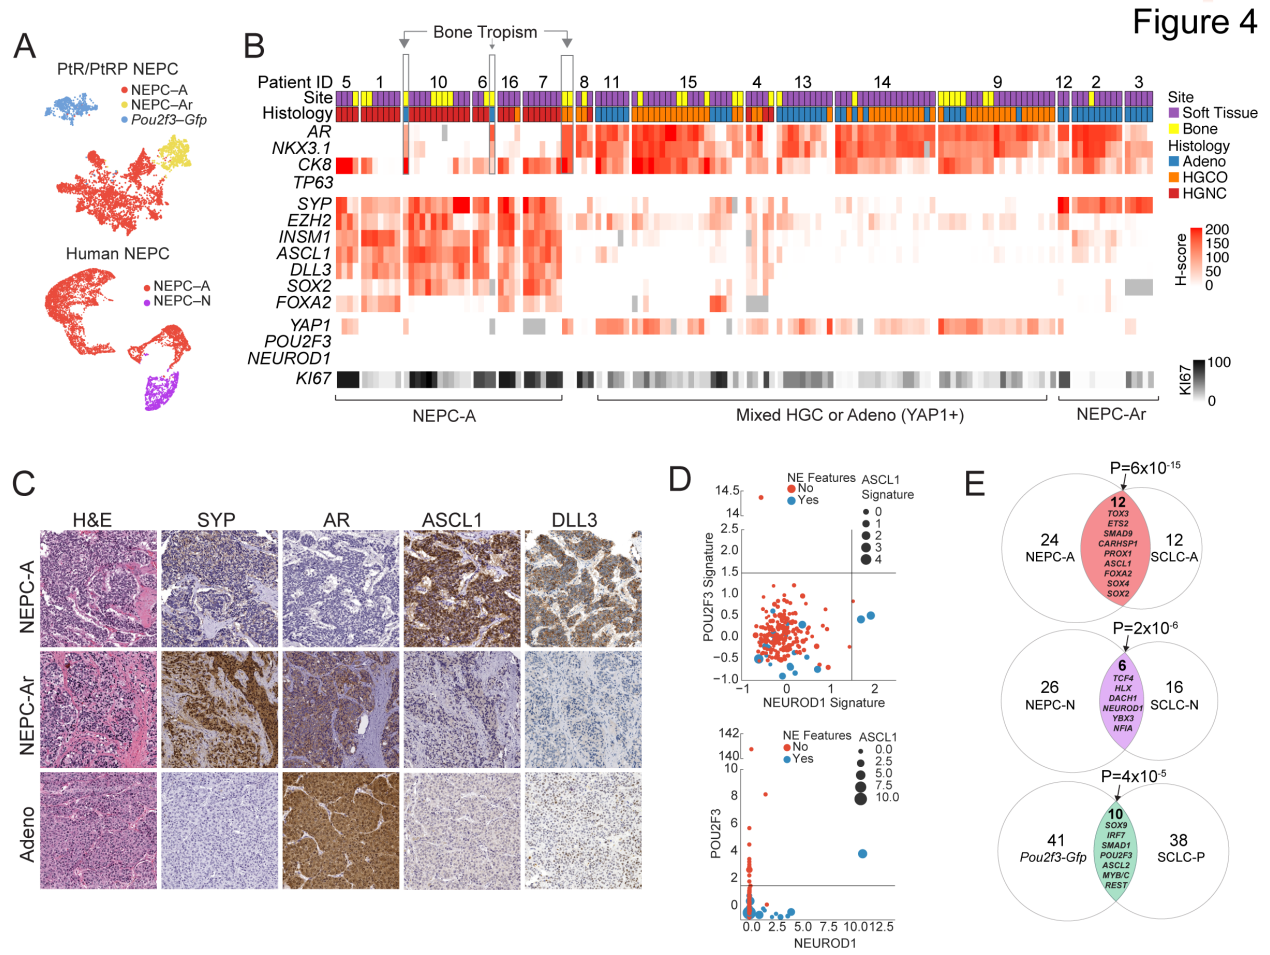 Figure 4
A
PtR/PtRP NEPC
NEPC–A
NEPC–Ar
Pou2f3–Gfp
Human NEPC
NEPC–A
NEPC–N
B
Bone Tropism
Patient ID 5 1 10 6 16 7 8 11 15 4 13 14 9 12 2 3
Site
Histology
AR
NKX3.1
CK8
TP63
SYP
EZH2
INSM1
ASCL1
DLL3
SOX2
FOXA2
YAP1
POU2F3
NEUROD1
KI67
NEPC-A
Mixed HGC or Adeno (YAP1+)
NEPC-Ar
Site
Soft Tissue
Bone
Histology
Adeno
HGCO
HGNC
H-score
200
150
100
50
0
KI67
100
0
C
H&E SYP AR ASCL1 DLL3
NEPC-A
NEPC-Ar
Adeno
D
NE Features
No
Yes
ASCL1
Signature
0
1
2
3
4
14.5
14
2.5
2.0
1.5
1.0
0.5
0.0
−0.5
−1.0
POU2F3 Signature
−1 0 1 2
NEUROD1 Signature
NE Features
No
Yes
ASCL1
0.0
2.5
5.0
7.5
10.0
142
140
10
8
6
4
2
0
POU2F3
0.0 2.5 5.0 7.5 10.0 12.5
NEUROD1
E
P=6x10-15
24
NEPC-A
12
TOX3
ETS2
SMAD9
CARHSP1
PROX1
ASCL1
FOXA2
SOX4
SOX2
12
SCLC-A
P=2x10-6
26
NEPC-N
6
TCF4
HLX
DACH1
NEUROD1
YBX3
NFIA
16
SCLC-N
P=4x10-5
41
Pou2f3-Gfp
10
SOX9
IRF7
SMAD1
POU2F3
ASCL2
MYB/C
REST
38
SCLC-P